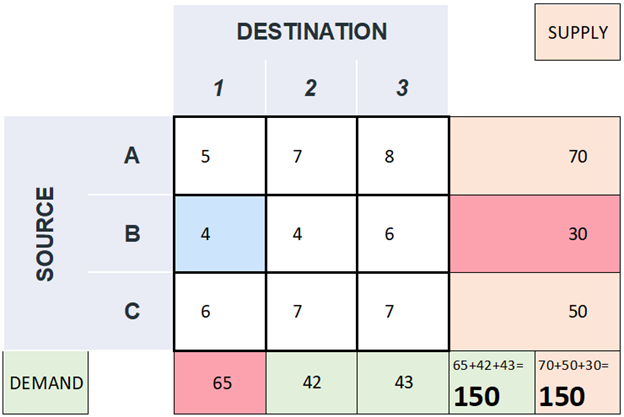 DESTINATION
SUPPLY
1 2 3
SOURCE
A 5 7 8 70
B 4 4 6 30
C 6 7 7 50
DEMAND 65 42 43 65+42+43= 70+50+30=
150 150